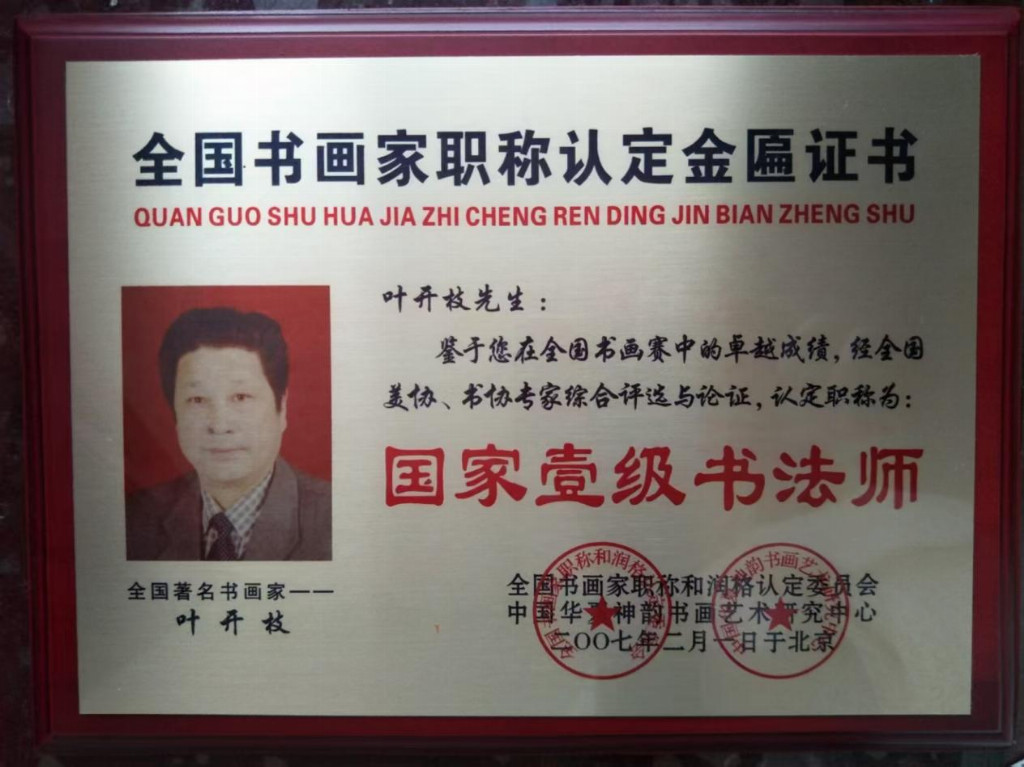 全国书画家职称认定金匾证书
QUAN GUO SHU HUA JIA ZHI CHENG REN DING JIN BIAN ZHENG SHU
叶开枝先生：
鉴于您在全国书画赛中的卓越成绩，经全国
美协、书协专家综合评选与论证，认定职称为：
国家壹级书法师
全国著名书画家——
叶开枝
全国书画家职称和润格认定委员会
中国华夏神韵书画艺术研究中心
二〇〇七年二月一日于北京